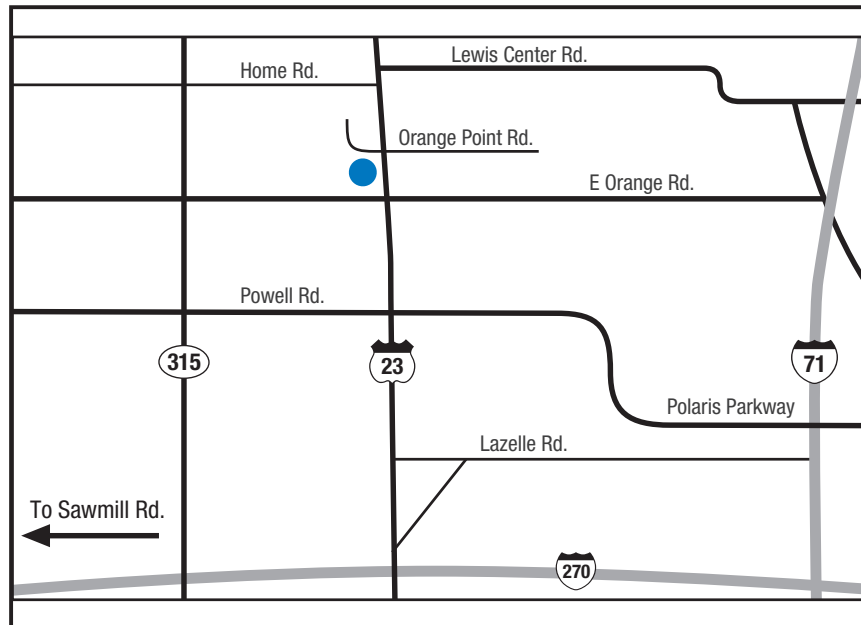 Lewis Center Rd.
Home Rd.
Orange Point Rd.
E Orange Rd.
Powell Rd.
315
23
71
Polaris Parkway
Lazelle Rd.
To Sawmill Rd.
270